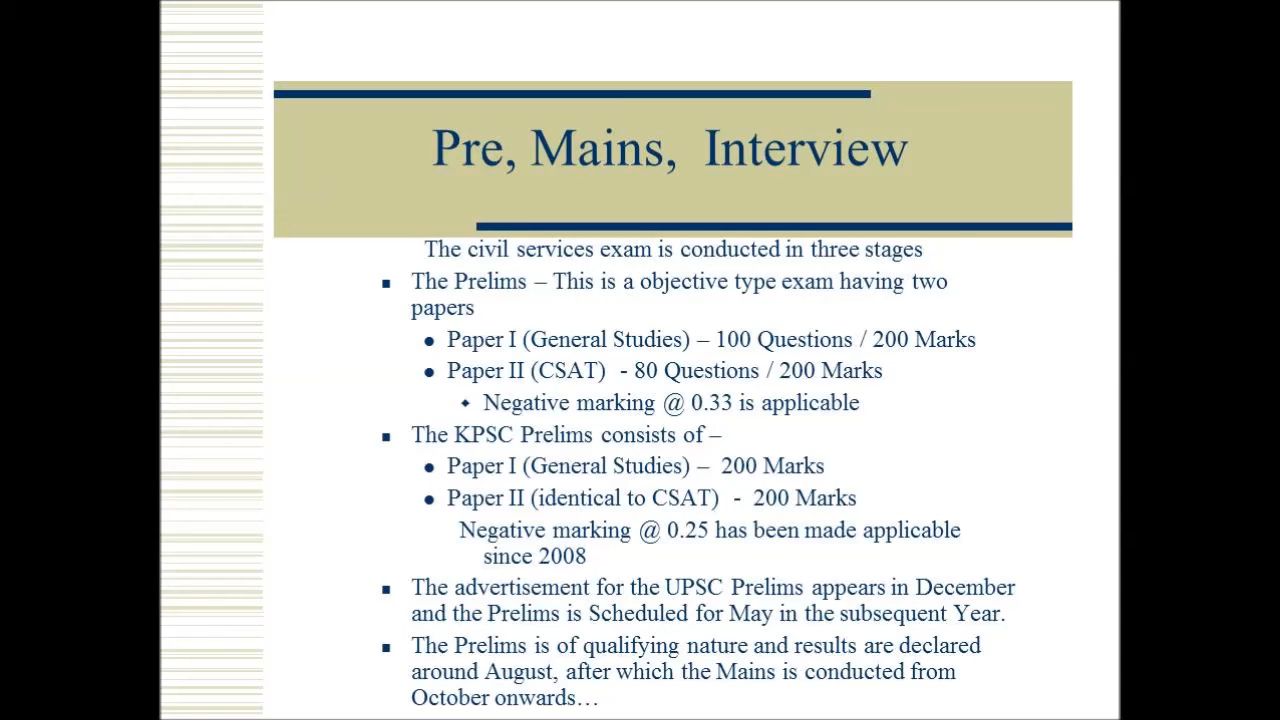 Pre, Mains, Interview
The civil services exam is conducted in three stages
The Prelims – This is a objective type exam having two
papers
Paper I (General Studies) – 100 Questions / 200 Marks
Paper II (CSAT) - 80 Questions / 200 Marks
Negative marking @ 0.33 is applicable
The KPSC Prelims consists of –
Paper I (General Studies) – 200 Marks
Paper II (identical to CSAT) - 200 Marks
Negative marking @ 0.25 has been made applicable
since 2008
The advertisement for the UPSC Prelims appears in December
and the Prelims is Scheduled for May in the subsequent Year.
The Prelims is of qualifying nature and results are declared
around August, after which the Mains is conducted from
October onwards…